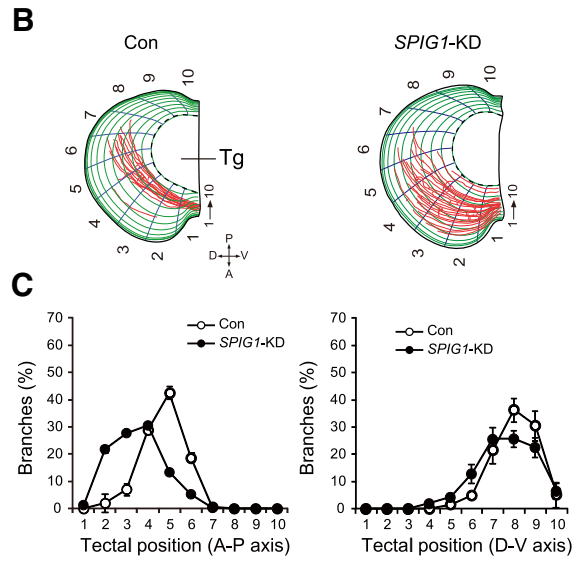 B
Con
SPIG1-KD
1 2 3 4 5 6 7 8 9 10
1→10
Tg
P
D V
A
1 2 3 4 5 6 7 8 9 10
1→10
C
Branches (%)
70
60
50
40
30
20
10
0
Con
SPIG1-KD
1 2 3 4 5 6 7 8 9 10
Tectal position (A-P axis)
Branches (%)
70
60
50
40
30
20
10
0
Con
SPIG1-KD
1 2 3 4 5 6 7 8 9 10
Tectal position (D-V axis)